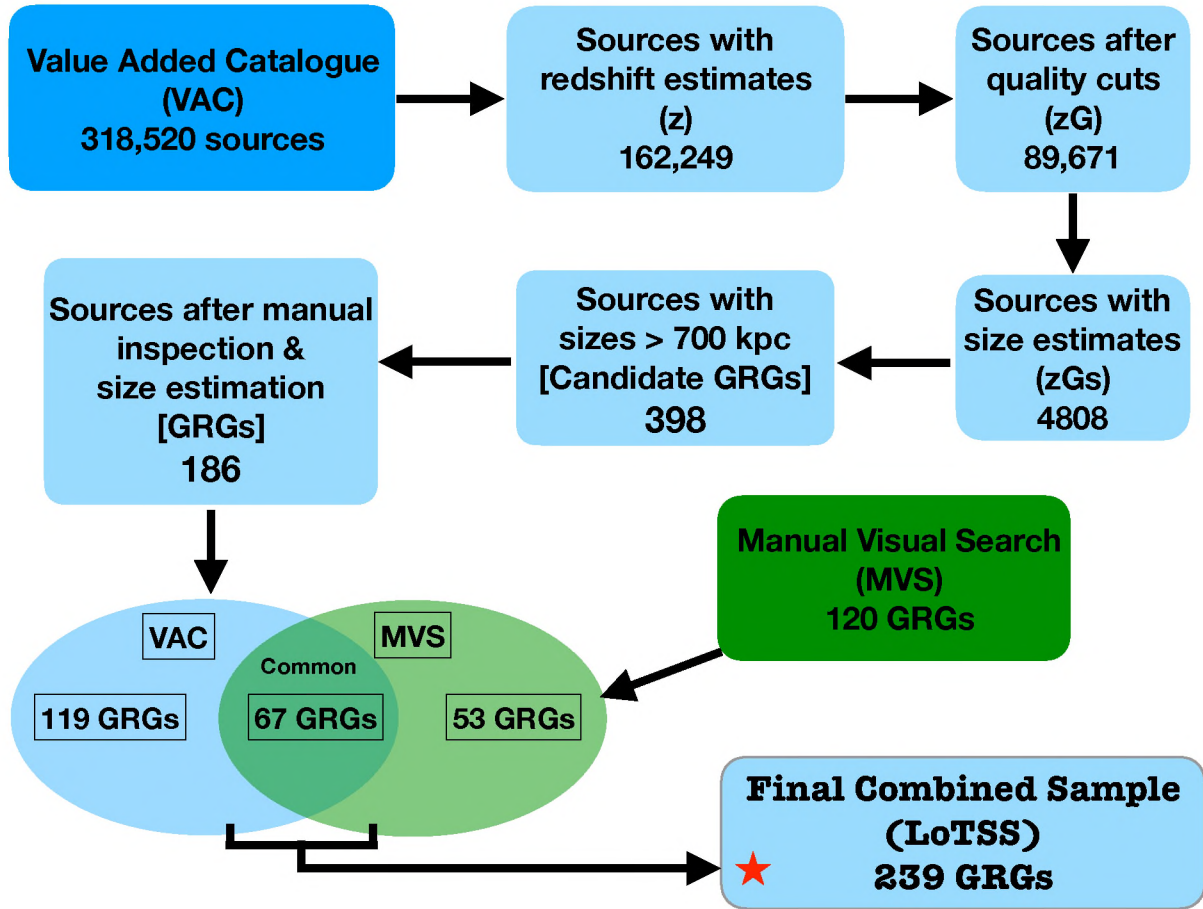 Value Added Catalogue
(VAC)
318,520 sources
Sources with
redshift estimates
(z)
162,249
Sources after
quality cuts
(zG)
89,671
Sources with
size estimates
(zGs)
4808
Sources with
sizes > 700 kpc
[Candidate GRGs]
398
Sources after manual
inspection &
size estimation
[GRGs]
186
Manual Visual Search
(MVS)
120 GRGs
VAC
MVS
Common
119 GRGs
67 GRGs
53 GRGs
Final Combined Sample
(LoTSS)
239 GRGs